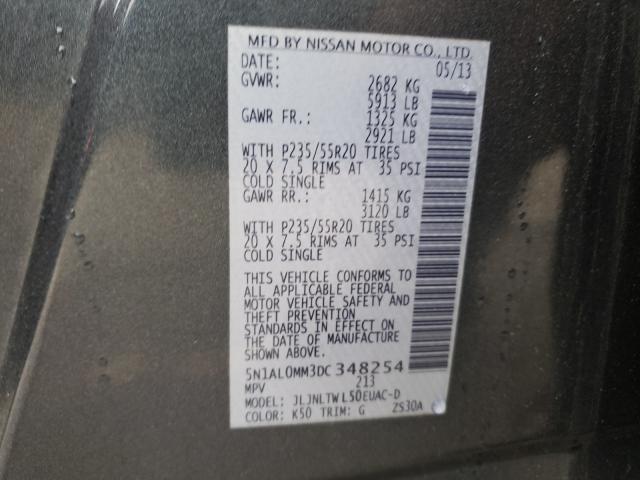 MFD BY NISSAN MOTOR CO., LTD.
DATE: 05/13
GVWR: 2682 KG
5913 LB
GAWR FR.: 1325 KG
2921 LB
WITH P235/55R20 TIRES
20 X 7.5 RIMS AT 35 PSI
COLD SINGLE
GAWR RR.: 1415 KG
3120 LB
WITH P235/55R20 TIRES
20 X 7.5 RIMS AT 35 PSI
COLD SINGLE
THIS VEHICLE CONFORMS TO
ALL APPLICABLE FEDERAL
MOTOR VEHICLE SAFETY AND
THEFT PREVENTION
STANDARDS IN EFFECT ON
THE DATE OF MANUFACTURE
SHOWN ABOVE.
5N1AL0MM3DC 348254
MPV 213
MODEL: JLJNLTWL50EUAC-D
COLOR: K50 TRIM: G ZS30A